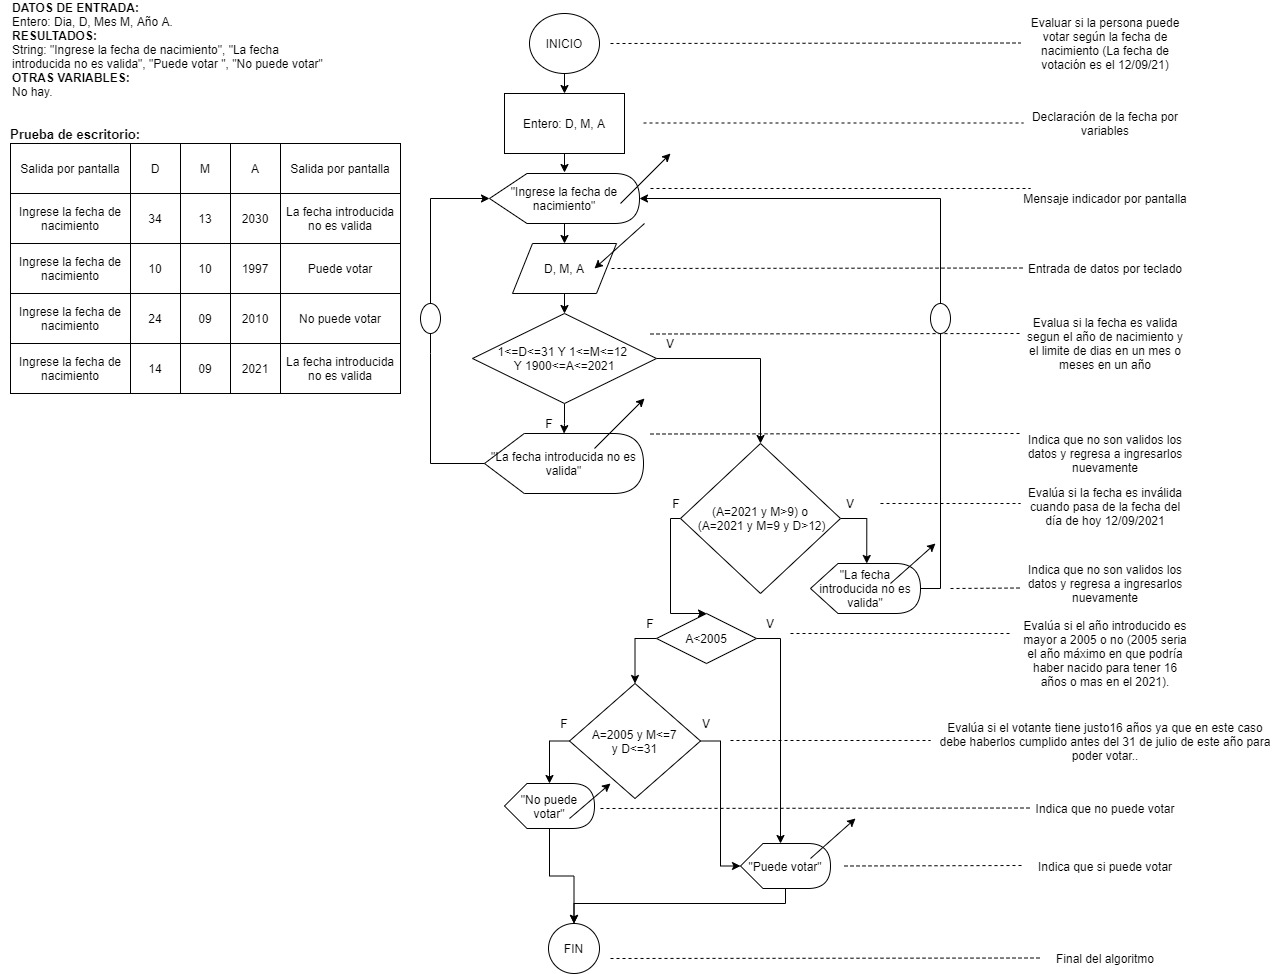 DATOS DE ENTRADA:
Entero: Dia, D, Mes M, Año A.
RESULTADOS:
String: "Ingrese la fecha de nacimiento", "La fecha
introducida no es valida", "Puede votar ", "No puede votar"
OTRAS VARIABLES:
No hay.
Prueba de escritorio:
Salida por pantalla D M A Salida por pantalla
Ingrese la fecha de
nacimiento
34 13 2030
La fecha introducida
no es valida
Ingrese la fecha de
nacimiento
10 10 1997 Puede votar
Ingrese la fecha de
nacimiento
24 09 2010 No puede votar
Ingrese la fecha de
nacimiento
14 09 2021
La fecha introducida
no es valida
INICIO
Evaluar si la persona puede
votar según la fecha de
nacimiento (La fecha de
votación es el 12/09/21)
Entero: D, M, A
Declaración de la fecha por
variables
"Ingrese la fecha de
nacimiento"
Mensaje indicador por pantalla
D, M, A
Entrada de datos por teclado
1<=D<=31 Y 1<=M<=12
Y 1900<=A<=2021
V
F
Evalua si la fecha es valida
segun el año de nacimiento y
el limite de dias en un mes o
meses en un año
"La fecha introducida no es
valida"
Indica que no son validos los
datos y regresa a ingresarlos
nuevamente
(A=2021 y M>9) o
(A=2021 y M=9 y D>12)
F
V
Evalúa si la fecha es inválida
cuando pasa de la fecha del
día de hoy 12/09/2021
"La fecha
introducida no es
valida"
Indica que no son validos los
datos y regresa a ingresarlos
nuevamente
A<2005
F
V
Evalúa si el año introducido es
mayor a 2005 o no (2005 seria
el año máximo en que podría
haber nacido para tener 16
años o mas en el 2021).
A=2005 y M<=7
y D<=31
F
V
Evalúa si el votante tiene justo16 años ya que en este caso
debe haberlos cumplido antes del 31 de julio de este año para
poder votar..
"No puede
votar"
Indica que no puede votar
"Puede votar"
Indica que si puede votar
FIN
Final del algoritmo